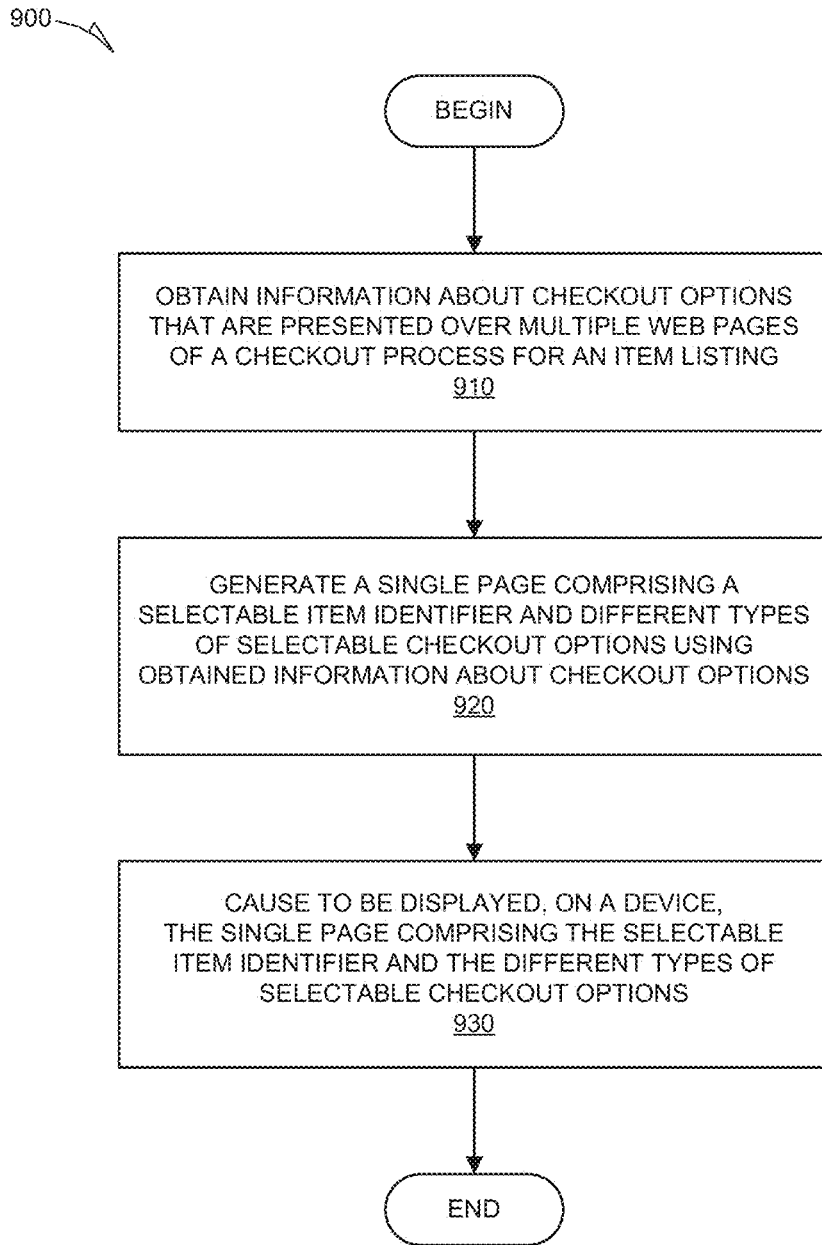 900
BEGIN
OBTAIN INFORMATION ABOUT CHECKOUT OPTIONS
THAT ARE PRESENTED OVER MULTIPLE WEB PAGES
OF A CHECKOUT PROCESS FOR AN ITEM LISTING
910
GENERATE A SINGLE PAGE COMPRISING A
SELECTABLE ITEM IDENTIFIER AND DIFFERENT TYPES
OF SELECTABLE CHECKOUT OPTIONS USING
OBTAINED INFORMATION ABOUT CHECKOUT OPTIONS
920
CAUSE TO BE DISPLAYED, ON A DEVICE,
THE SINGLE PAGE COMPRISING THE SELECTABLE
ITEM IDENTIFIER AND THE DIFFERENT TYPES OF
SELECTABLE CHECKOUT OPTIONS
930
END